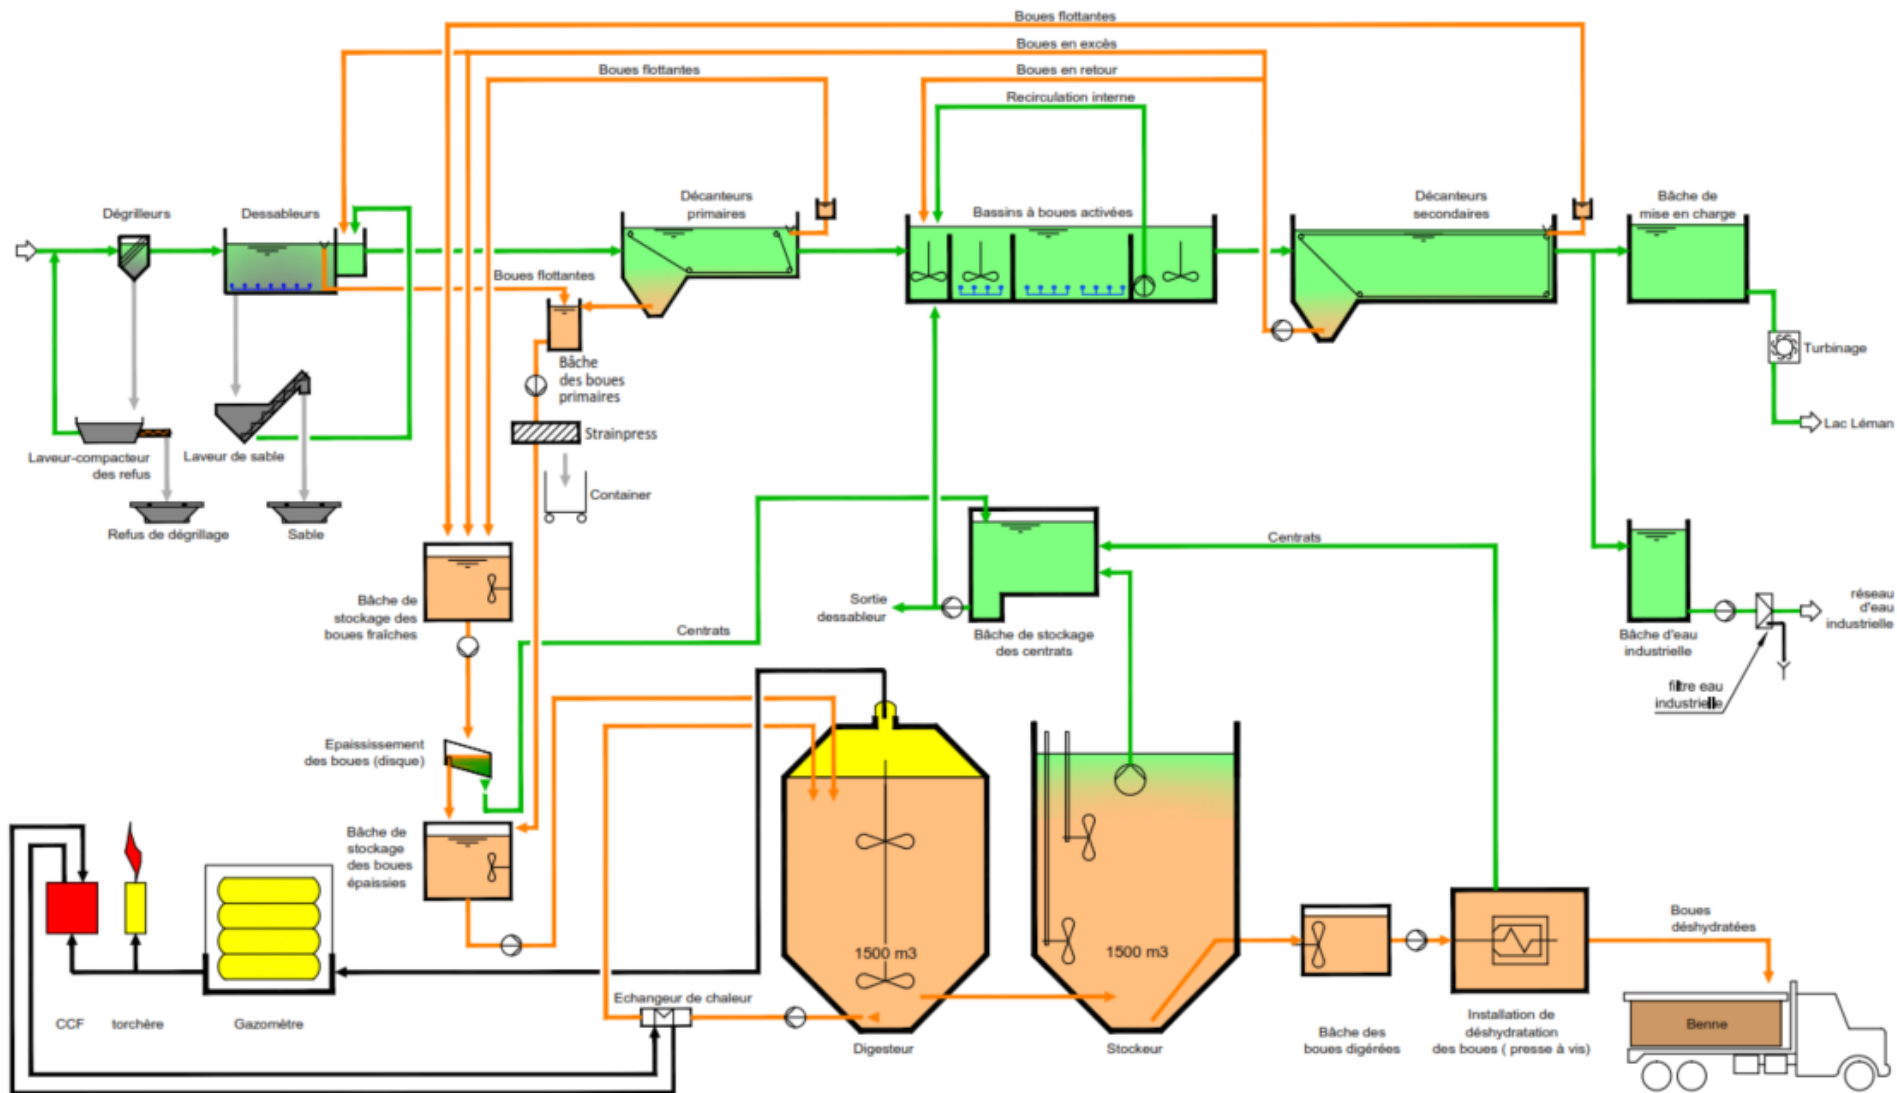 Boues flottantes
Boues en excès
Boues flottantes
Boues en retour
Recirculation interne
Dégrilleurs
Dessableurs
Décanteurs
primaires
Bassins à boues activées
Décanteurs
secondaires
Bâche de
mise en charge
Boues flottantes
Turbinage
Bâche
des boues
primaires
Lac Léman
Strainpress
Laveur-compacteur
des refus
Laveur de sable
Container
Refus de dégrillage
Sable
Centrats
Bâche de
stockage des
boues fraîches
Sortie
dessableur
Centrats
Bâche de stockage
des centrats
réseau
d'eau
industrielle
Bâche d'eau
industrielle
filtre eau
industrielle
Epaississement
des boues (disque)
Bâche de
stockage
des boues
épaissies
1500 m3
1500 m3
Boues
déshydratées
Echangeur de chaleur
CCF
torchère
Gazomètre
Digesteur
Stockeur
Bâche des
boues digérées
Installation de
déshydratation
des boues ( presse à vis)
Benne